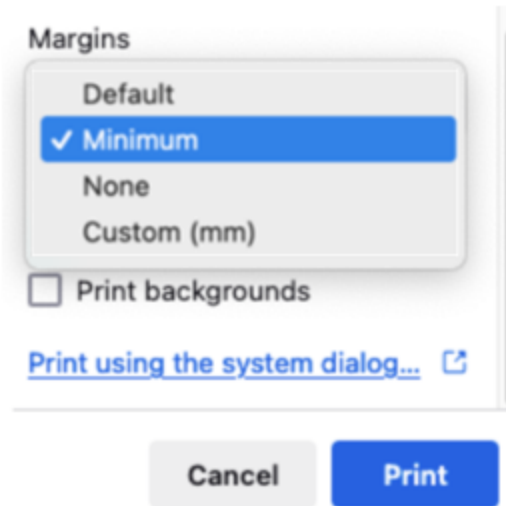 Margins
Default
✓ Minimum
None
Custom (mm)
Print backgrounds
Print using the system dialog...
Cancel Print